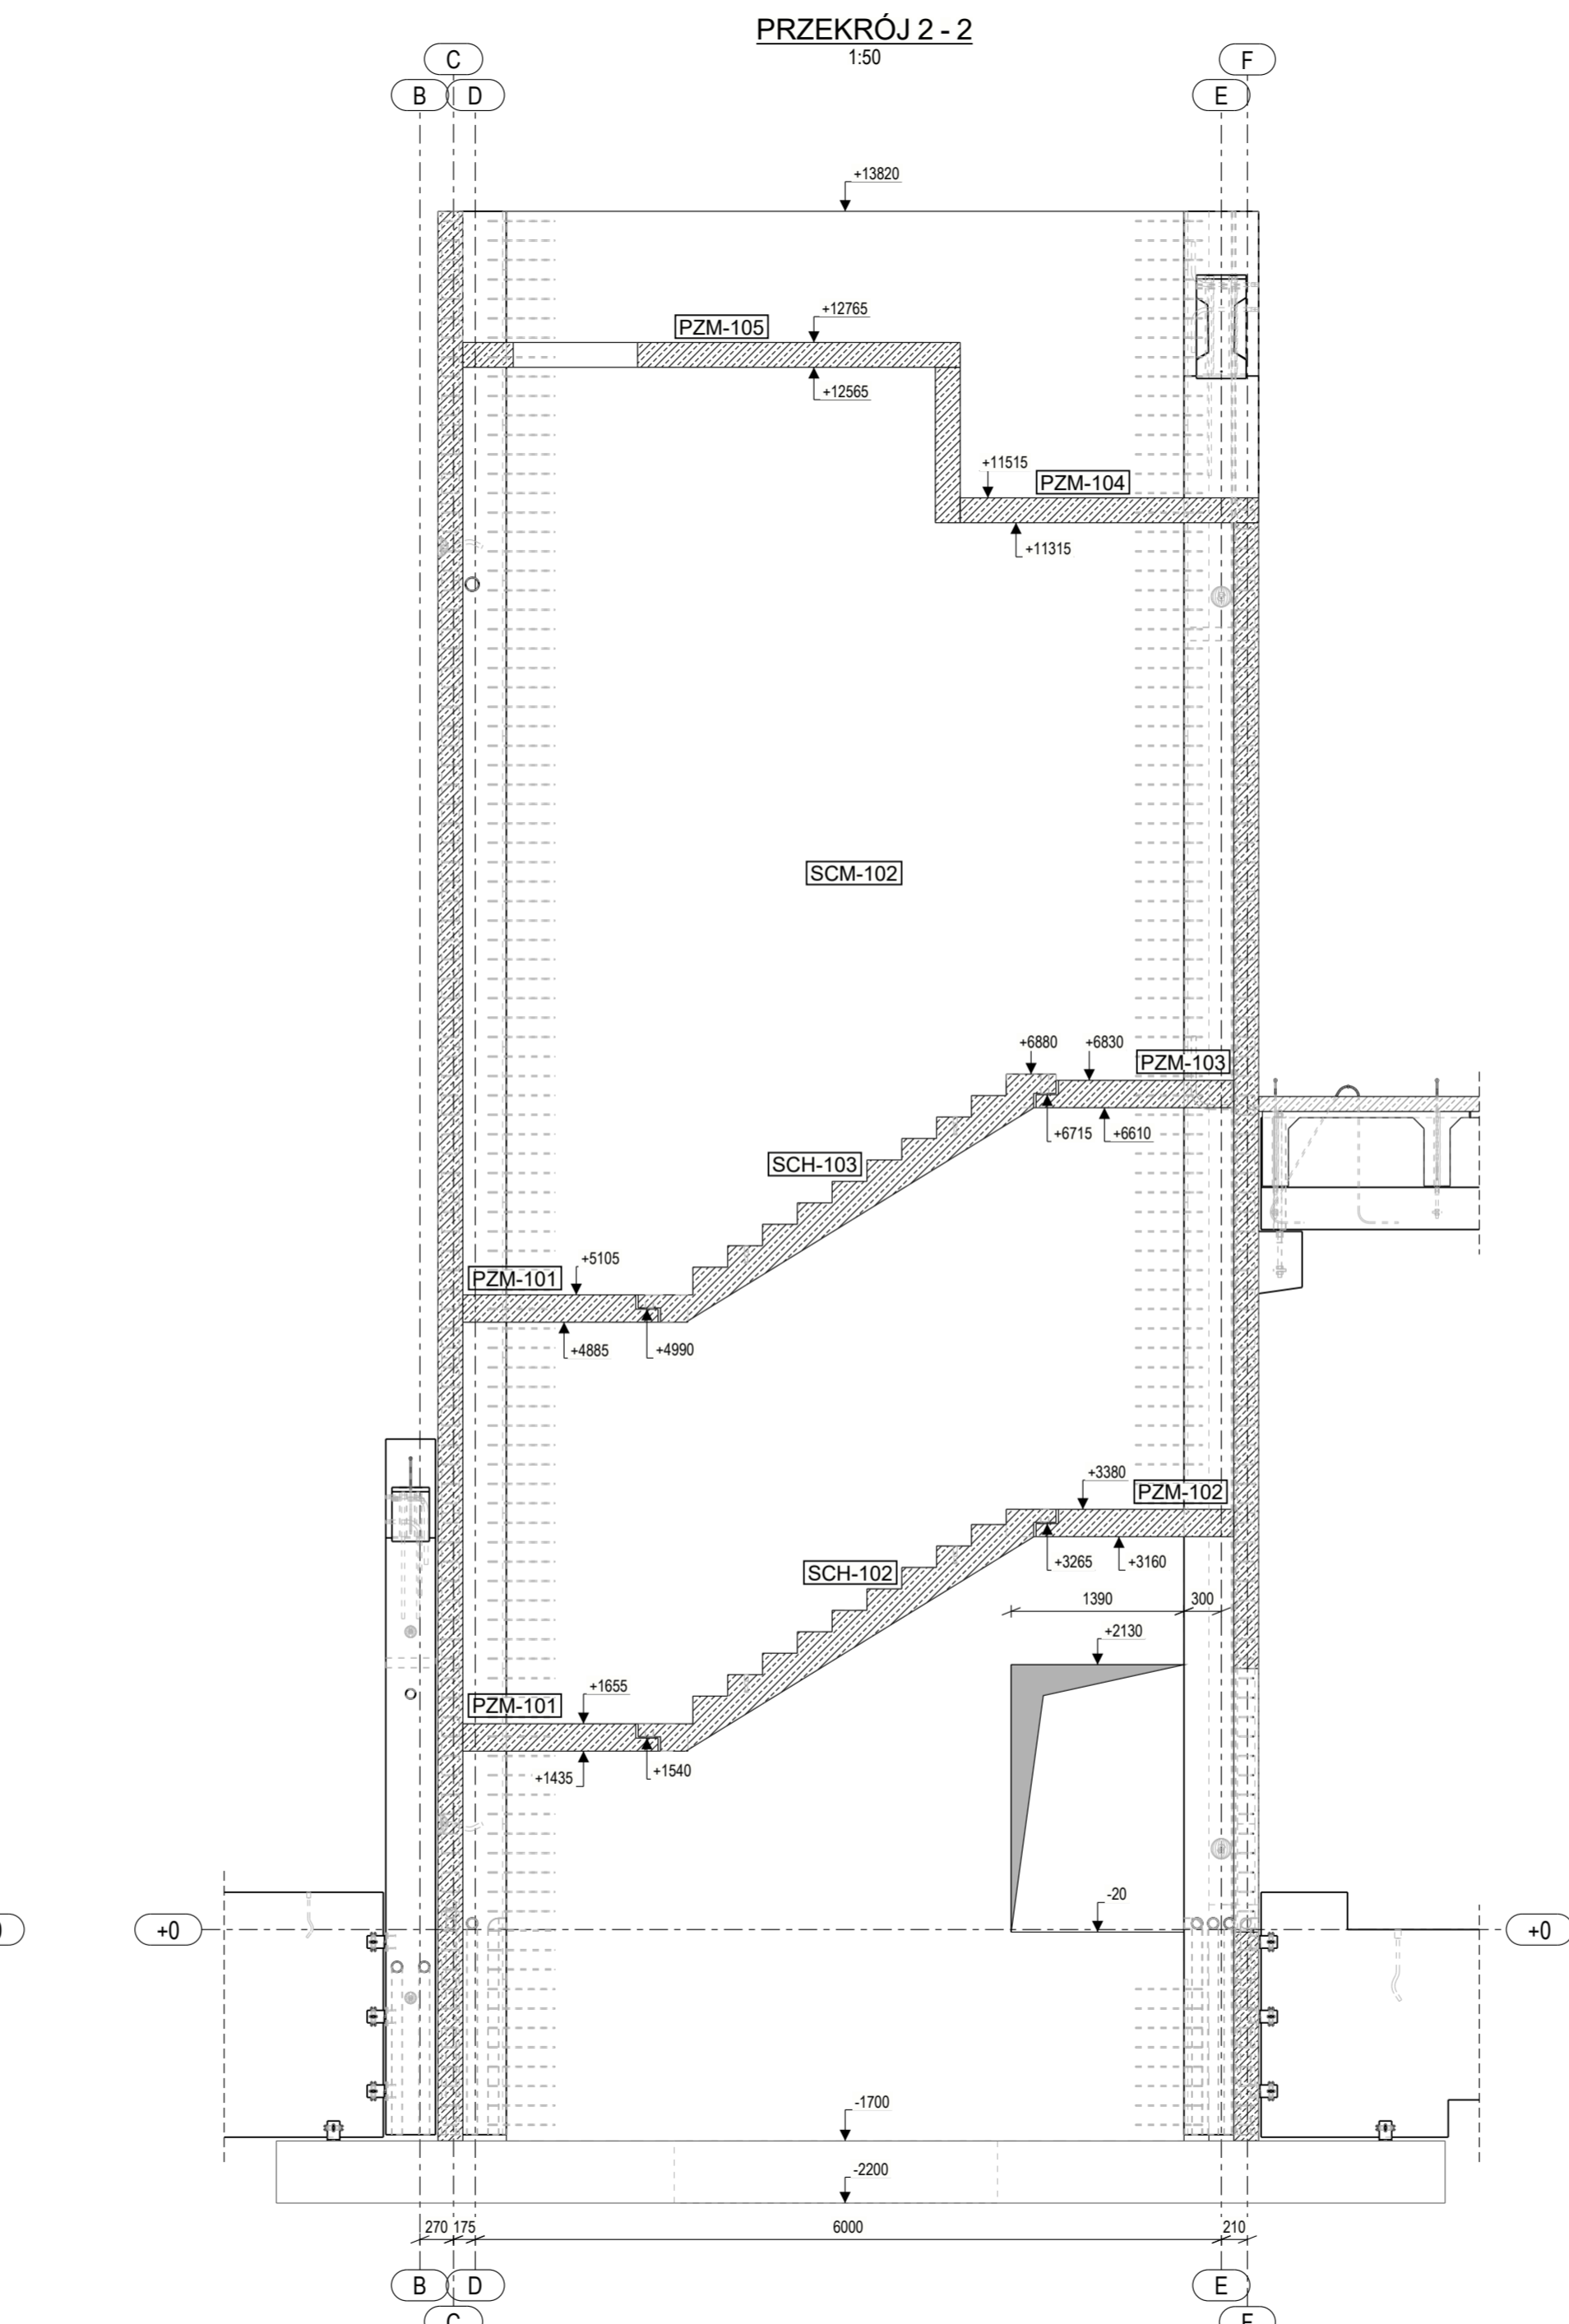 PRZEKRÓJ 2 - 2
1:50
C
F
B
D
E
+13820
+12765
PZM-105
+12565
+11515
PZM-104
+11315
SCM-102
+6880
+6830
PZM-103
+6715
+6610
SCH-103
+5105
PZM-101
+4885
+4990
+3380
PZM-102
+3265
+3160
SCH-102
1390
300
+2130
+1655
PZM-101
+1435
+1540
-20
+0
+0
-1700
-2200
270
175
6000
210
B
D
E
C
F